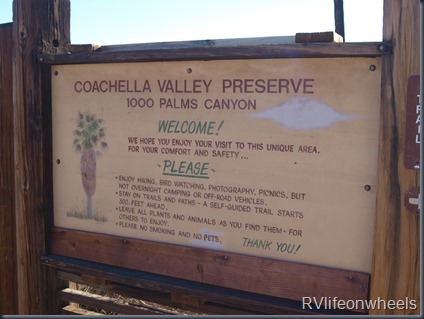 COACHELLA VALLEY PRESERVE
1000 PALMS CANYON
WELCOME!
WE HOPE YOU ENJOY YOUR VISIT TO THIS UNIQUE AREA.
FOR YOUR COMFORT AND SAFETY...
~PLEASE~
• ENJOY HIKING, BIRD WATCHING, PHOTOGRAPHY, PICNICS, BUT
NOT OVERNIGHT CAMPING OR OFF-ROAD VEHICLES.
• STAY ON TRAILS AND PATHS - A SELF-GUIDED TRAIL STARTS
300 FEET AHEAD.
• LEAVE ALL PLANTS AND ANIMALS AS YOU FIND THEM - FOR
OTHERS TO ENJOY.
• PLEASE NO SMOKING AND NO PETS.
THANK YOU!
RVlifeonwheels